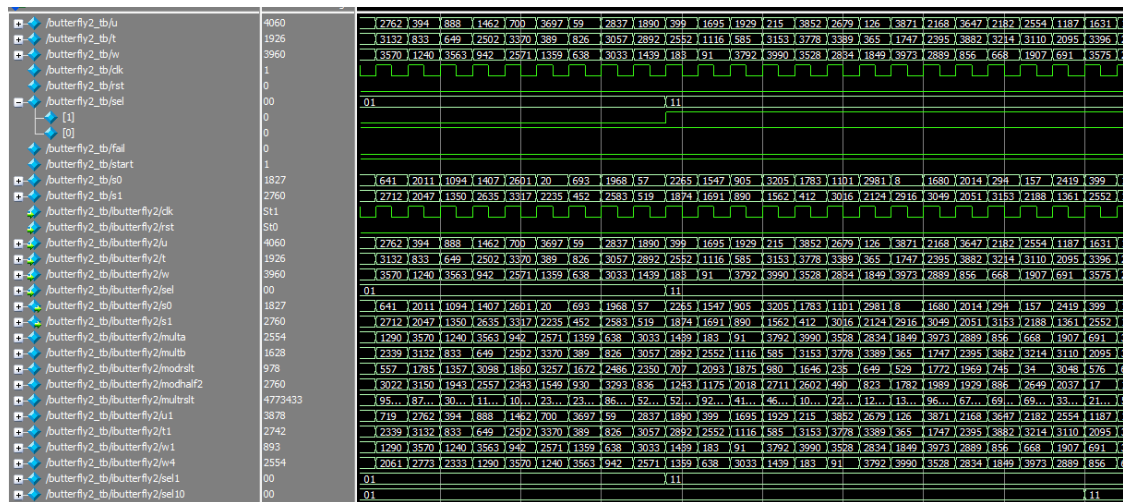 /butterfly2_tb/u 4060 2762 394 888 1462 700 3697 59 2837 1890 399 1695 1929 215 3852 2679 126 3871 2168 3647 2182 2554 1187 1631
/butterfly2_tb/t 1926 3132 833 649 2502 3370 389 826 3057 2892 2552 1116 585 3153 3778 3389 365 1747 2395 3882 3214 3110 2095 3396
/butterfly2_tb/w 3960 3570 1240 3563 942 2571 1359 638 3033 1439 183 91 3792 3990 3528 2834 1849 3973 2889 856 668 1907 691 3575
/butterfly2_tb/clk 1
/butterfly2_tb/rst 0
/butterfly2_tb/sel 00 01 11
[1] 0
[0] 0
/butterfly2_tb/fail 0
/butterfly2_tb/start 1
/butterfly2_tb/s0 1827 641 2011 1094 1407 2601 20 693 1968 57 2265 1547 905 3205 1783 1101 2981 8 1680 2014 294 157 2419 399
/butterfly2_tb/s1 2760 2712 2047 1350 2635 3317 2235 452 2583 519 1874 1691 890 1562 412 3016 2124 2916 3049 2051 3153 2188 1361 2552
/butterfly2_tb/ibutterfly2/clk St1
/butterfly2_tb/ibutterfly2/rst St0
/butterfly2_tb/ibutterfly2/u 4060 2762 394 888 1462 700 3697 59 2837 1890 399 1695 1929 215 3852 2679 126 3871 2168 3647 2182 2554 1187 1631
/butterfly2_tb/ibutterfly2/t 1926 3132 833 649 2502 3370 389 826 3057 2892 2552 1116 585 3153 3778 3389 365 1747 2395 3882 3214 3110 2095 3396
/butterfly2_tb/ibutterfly2/w 3960 3570 1240 3563 942 2571 1359 638 3033 1439 183 91 3792 3990 3528 2834 1849 3973 2889 856 668 1907 691 3575
/butterfly2_tb/ibutterfly2/sel 00 01 11
/butterfly2_tb/ibutterfly2/s0 1827 641 2011 1094 1407 2601 20 693 1968 57 2265 1547 905 3205 1783 1101 2981 8 1680 2014 294 157 2419 399
/butterfly2_tb/ibutterfly2/s1 2760 2712 2047 1350 2635 3317 2235 452 2583 519 1874 1691 890 1562 412 3016 2124 2916 3049 2051 3153 2188 1361 2552
/butterfly2_tb/ibutterfly2/multa 2554 1290 3570 1240 3563 942 2571 1359 638 3033 1439 183 91 3792 3990 3528 2834 1849 3973 2889 856 668 1907 691
/butterfly2_tb/ibutterfly2/multb 1628 2339 3132 833 649 2502 3370 389 826 3057 2892 2552 1116 585 3153 3778 3389 365 1747 2395 3882 3214 3110 2095
/butterfly2_tb/ibutterfly2/modrslt 978 557 1785 1357 3098 1860 3257 1672 2486 2350 707 2093 1875 980 1646 235 649 529 1772 1969 745 34 3048 576
/butterfly2_tb/ibutterfly2/modhalf2 2760 3022 3150 1943 2557 2343 1549 930 3293 836 1243 1175 2018 2711 2602 490 823 1782 1989 1929 886 2649 2037 17
/butterfly2_tb/ibutterfly2/multrslt 4773433 95... 87... 30... 11... 10... 23... 23... 86... 52... 52... 92... 41... 46... 10... 22... 12... 13... 96... 67... 69... 69... 33... 21...
/butterfly2_tb/ibutterfly2/u1 3878 719 2762 394 888 1462 700 3697 59 2837 1890 399 1695 1929 215 3852 2679 126 3871 2168 3647 2182 2554 1187
/butterfly2_tb/ibutterfly2/t1 2742 2339 3132 833 649 2502 3370 389 826 3057 2892 2552 1116 585 3153 3778 3389 365 1747 2395 3882 3214 3110 2095
/butterfly2_tb/ibutterfly2/w1 893 1290 3570 1240 3563 942 2571 1359 638 3033 1439 183 91 3792 3990 3528 2834 1849 3973 2889 856 668 1907 691
/butterfly2_tb/ibutterfly2/w4 2554 2061 2773 2333 1290 3570 1240 3563 942 2571 1359 638 3033 1439 183 91 3792 3990 3528 2834 1849 3973 2889 856
/butterfly2_tb/ibutterfly2/sel1 00 01 11
/butterfly2_tb/ibutterfly2/sel10 00 01 11